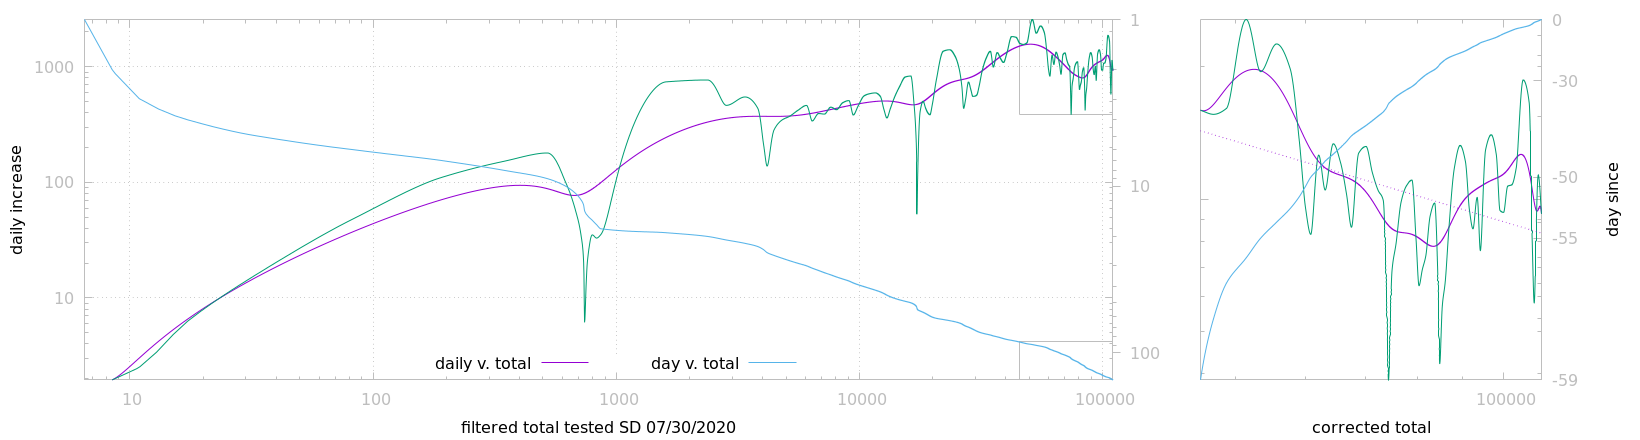 1000
100
10
daily increase
10
100
1000
10000
100000
1
10
100
daily v. total
day v. total
filtered total tested SD 07/30/2020
0
-30
-50
-55
-59
day since
100000
corrected total